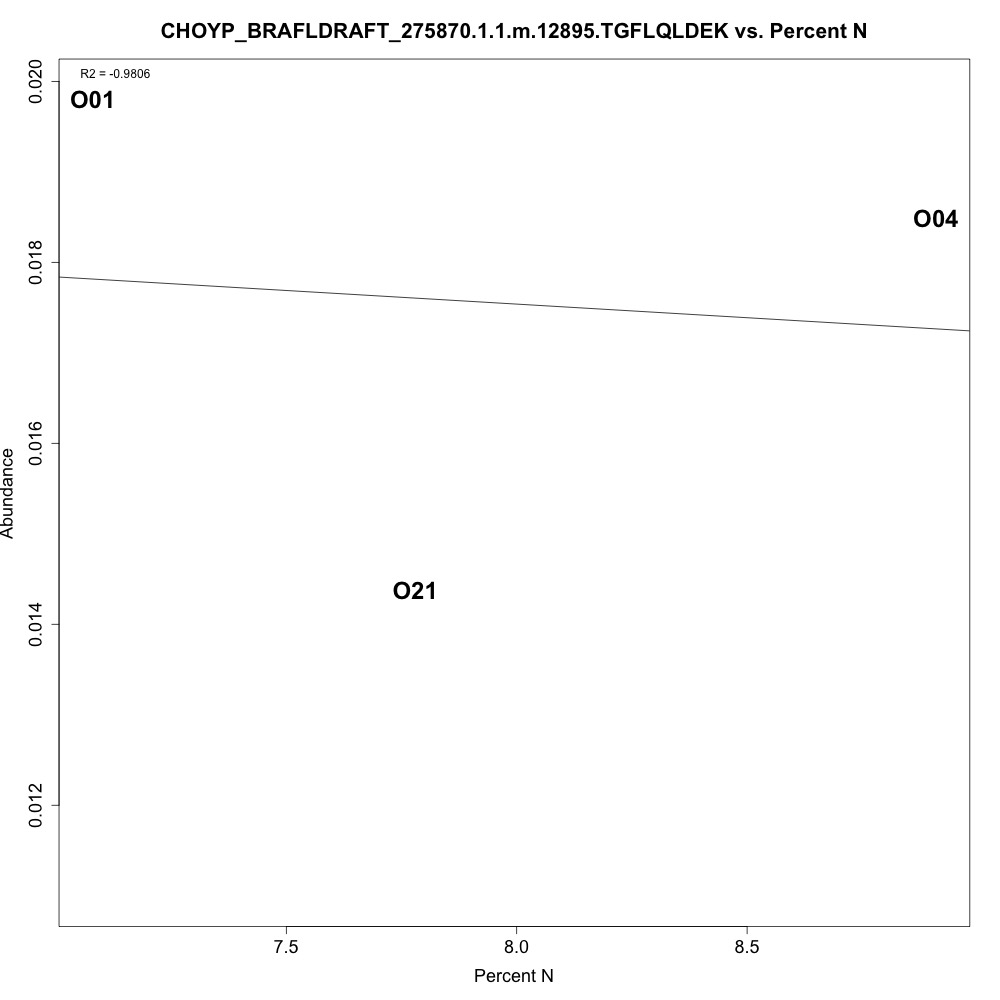 CHOYP_BRAFLDRAFT_275870.1.1.m.12895.TGFLQLDEK vs. Percent N
R2 = -0.9806
O01
O04
O21
0.020
0.018
0.016
0.014
0.012
Abundance
7.5 8.0 8.5
Percent N